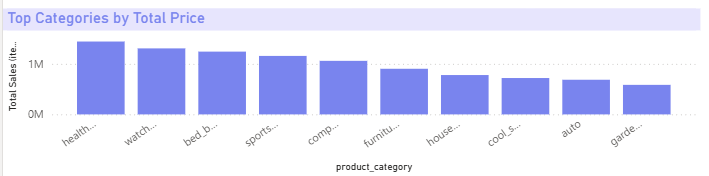 Top Categories by Total Price
Total Sales (ite...
1M
0M
health...
watch...
bed_b...
sports...
comp...
furnitu...
house...
cool_s...
auto
garde...
product_category